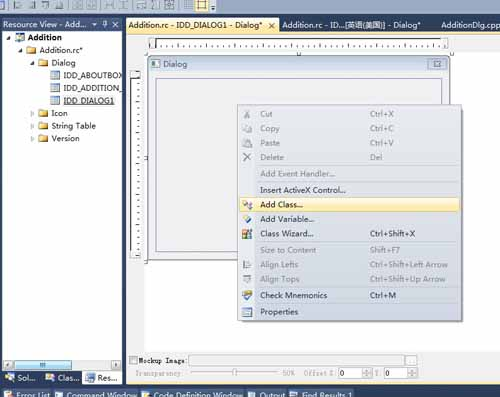 Resource View - Add...
Addition
Addition.rc*
Dialog
IDD_ABOUTBOX
IDD_ADDITION_
IDD_DIALOG1
Icon
String Table
Version
Sol...
Class...
Res...
Addition.rc - IDD_DIALOG1 - Dialog*
Addition.rc - ID...[英语(美国)] - Dialog*
AdditionDlg.cpp
Dialog
Cut Ctrl+X
Copy Ctrl+C
Paste Ctrl+V
Delete Del
Add Event Handler...
Insert ActiveX Control...
Add Class...
Add Variable...
Class Wizard... Ctrl+Shift+X
Size to Content Shift+F7
Align Lefts Ctrl+Shift+Left Arrow
Align Tops Ctrl+Shift+Up Arrow
Check Mnemonics Ctrl+M
Properties
Mockup Image:
...
Transparency: 50% Offset X: 0 Y: 0
Error List Command Window Code Definition Window Output Find Results 1